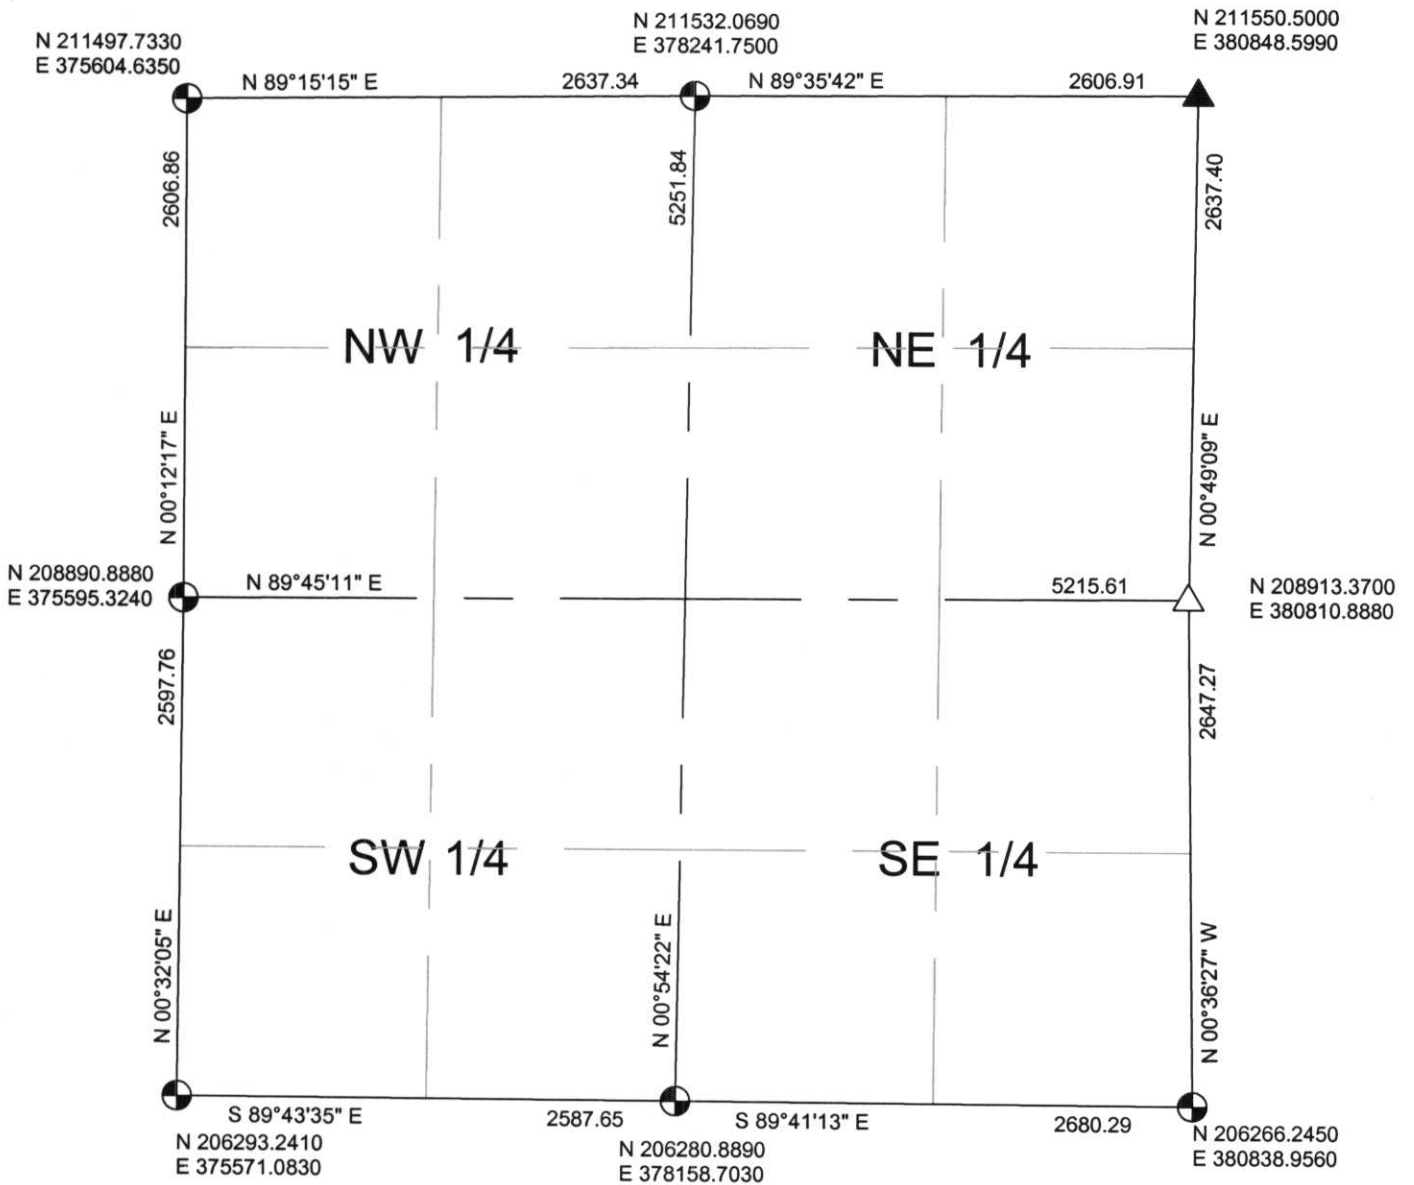 N 211497.7330
E 375604.6350
N 211532.0690
E 378241.7500
N 211550.5000
E 380848.5990
N 89°15'15" E
2637.34
N 89°35'42" E
2606.91
2606.86
5251.84
2637.40
NW 1/4
NE 1/4
N 00°12'17" E
N 00°49'09" E
N 208890.8880
E 375595.3240
N 89°45'11" E
5215.61
N 208913.3700
E 380810.8880
2597.76
2647.27
SW 1/4
SE 1/4
N 00°32'05" E
N 00°54'22" E
N 00°36'27" W
S 89°43'35" E
2587.65
S 89°41'13" E
2680.29
N 206293.2410
E 375571.0830
N 206280.8890
E 378158.7030
N 206266.2450
E 380838.9560